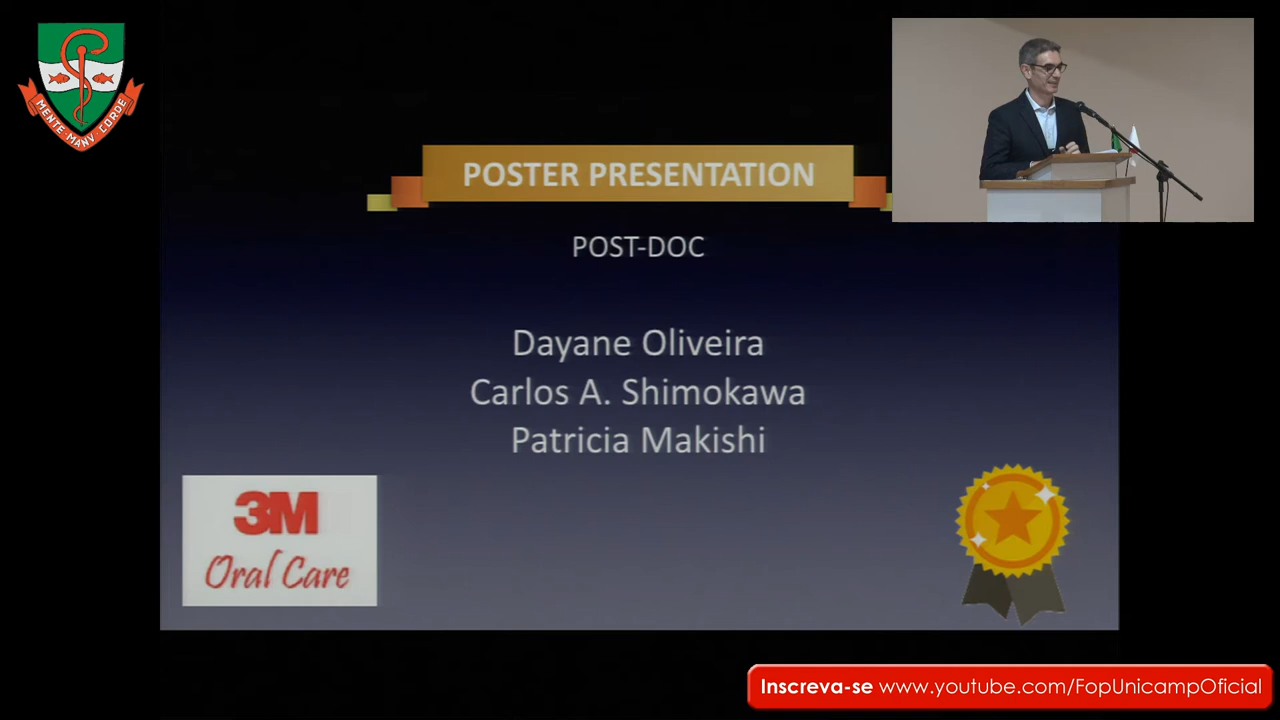 MENTE·MANV·CORDE
POSTER PRESENTATION
POST-DOC
Dayane Oliveira
Carlos A. Shimokawa
Patricia Makishi
3M
Oral Care
Inscreva-se www.youtube.com/FopUnicampOficial